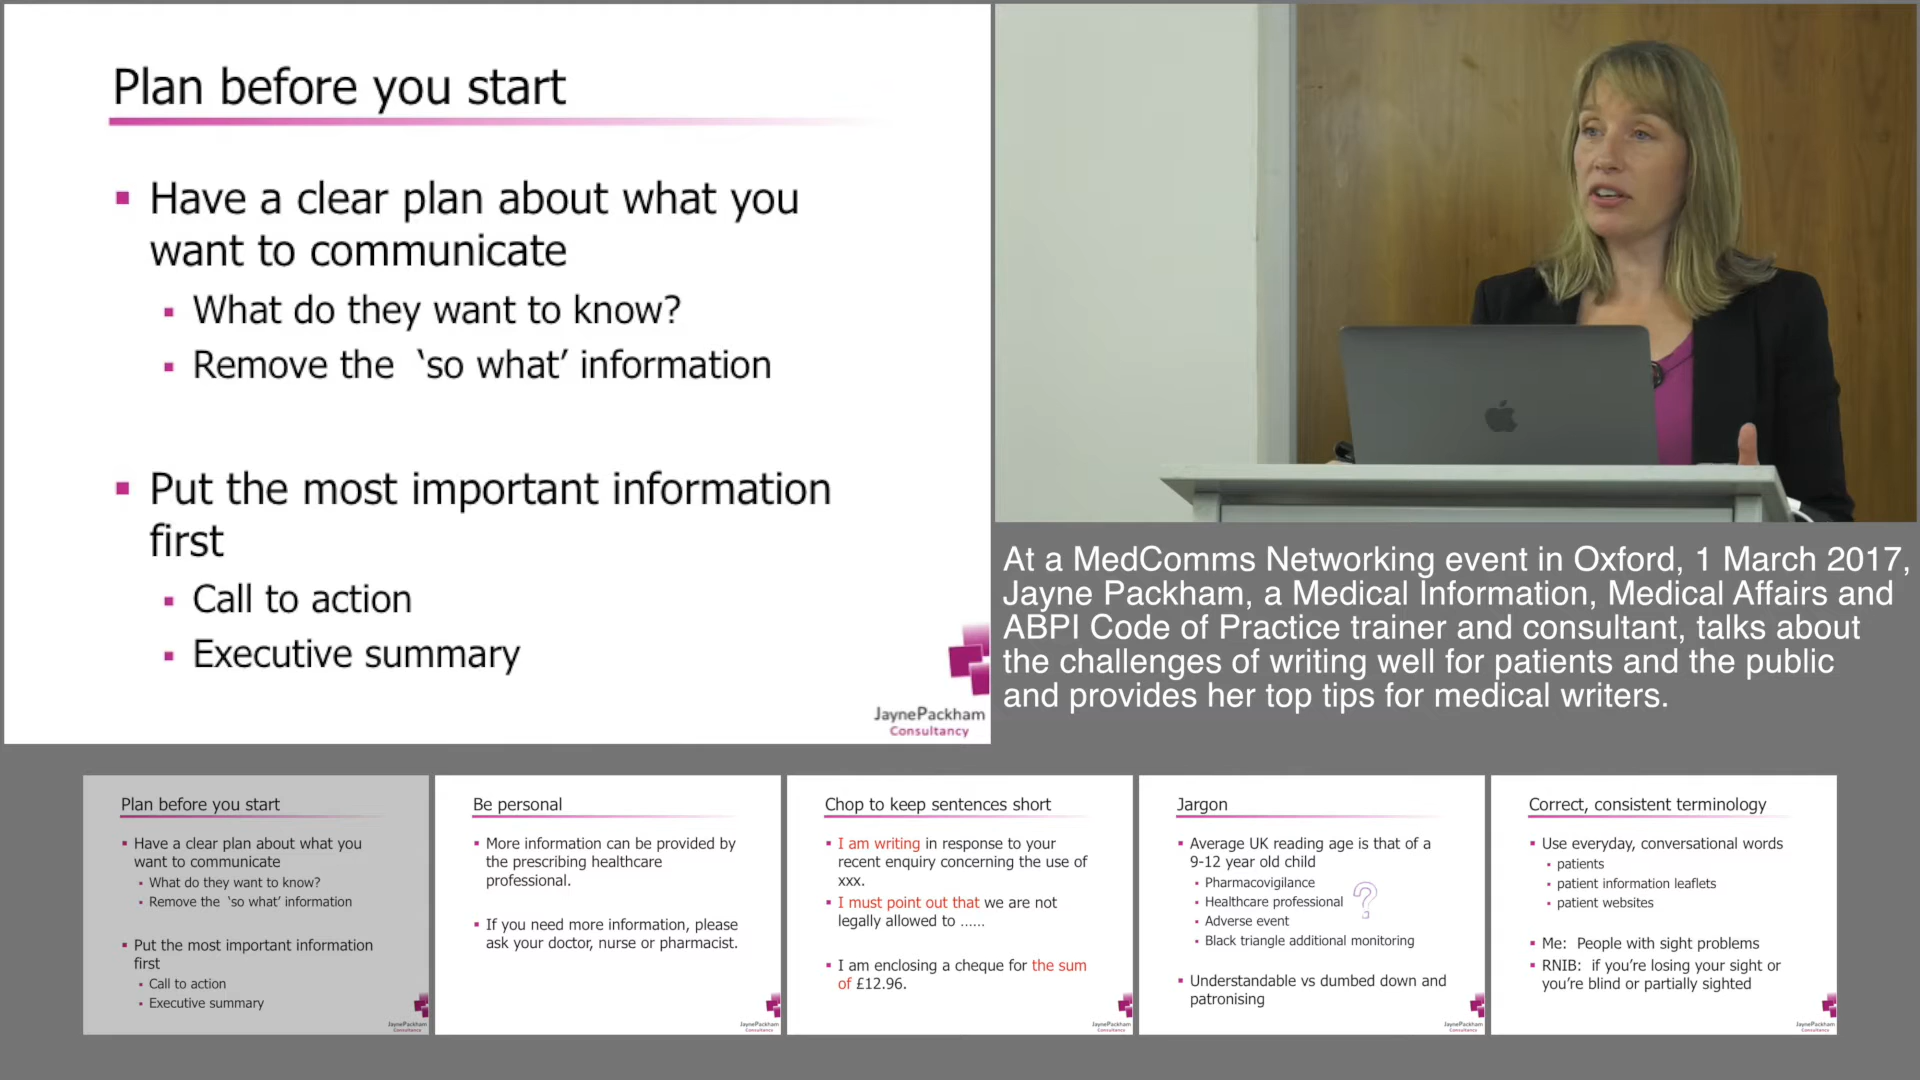 Plan before you start
▪ Have a clear plan about what you
want to communicate
▪ What do they want to know?
▪ Remove the ‘so what’ information
▪ Put the most important information
first
▪ Call to action
▪ Executive summary
JaynePackham
Consultancy
At a MedComms Networking event in Oxford, 1 March 2017,
Jayne Packham, a Medical Information, Medical Affairs and
ABPI Code of Practice trainer and consultant, talks about
the challenges of writing well for patients and the public
and provides her top tips for medical writers.
Plan before you start
▪ Have a clear plan about what you
want to communicate
▪ What do they want to know?
▪ Remove the ‘so what’ information
▪ Put the most important information
first
▪ Call to action
▪ Executive summary
JaynePackham
Consultancy
Be personal
▪ More information can be provided by
the prescribing healthcare
professional.
▪ If you need more information, please
ask your doctor, nurse or pharmacist.
JaynePackham
Consultancy
Chop to keep sentences short
▪ I am writing in response to your
recent enquiry concerning the use of
xxx.
▪ I must point out that we are not
legally allowed to ......
▪ I am enclosing a cheque for the sum
of £12.96.
JaynePackham
Consultancy
Jargon
▪ Average UK reading age is that of a
9-12 year old child
▪ Pharmacovigilance
▪ Healthcare professional
▪ Adverse event
▪ Black triangle additional monitoring
?
▪ Understandable vs dumbed down and
patronising
JaynePackham
Consultancy
Correct, consistent terminology
▪ Use everyday, conversational words
▪ patients
▪ patient information leaflets
▪ patient websites
▪ Me: People with sight problems
▪ RNIB: if you’re losing your sight or
you’re blind or partially sighted
JaynePackham
Consultancy